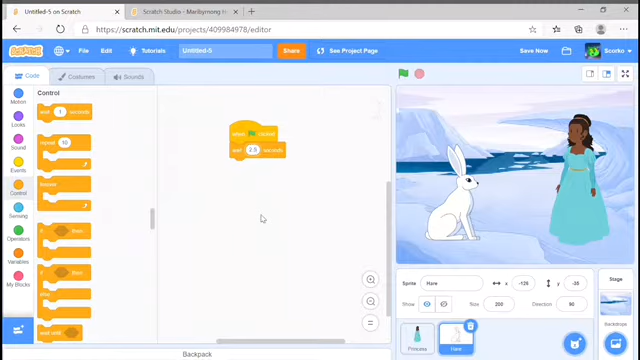 Untitled-5 on Scratch
Scratch Studio - Maribyrnong
https://scratch.mit.edu/projects/409984978/editor
SCRATCH
File
Edit
Tutorials
Untitled-5
Share
See Project Page
Save Now
Scorko
Code
Costumes
Sounds
Motion
Looks
Sound
Events
Control
Sensing
Operators
Variables
My Blocks
Control
wait 1 seconds
repeat 10
forever
if then
if then
else
wait until
when clicked
wait 2.5 seconds
Sprite
Hare
x
-126
y
-38
Show
Size
200
Direction
90
Stage
Backdrops
Princess
Hare
Backpack